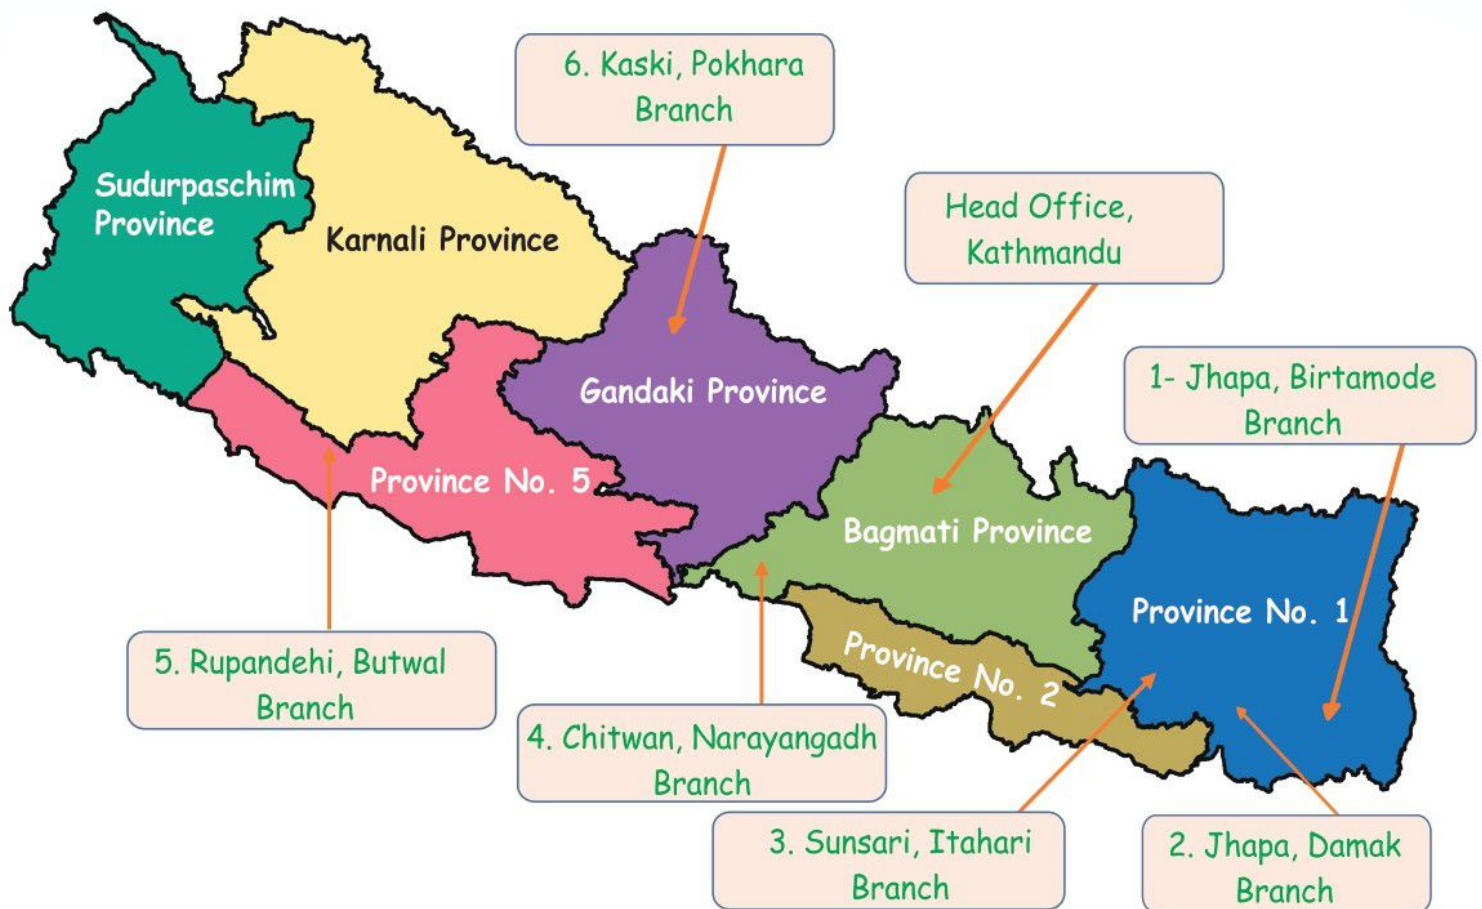 6. Kaski, Pokhara
Branch
Sudurpaschim
Province
Head Office,
Kathmandu
Karnali Province
1- Jhapa, Birtamode
Branch
Gandaki Province
Province No. 5
Bagmati Province
Province No. 1
5. Rupandehi, Butwal
Branch
Province No. 2
4. Chitwan, Narayangadh
Branch
3. Sunsari, Itahari
Branch
2. Jhapa, Damak
Branch